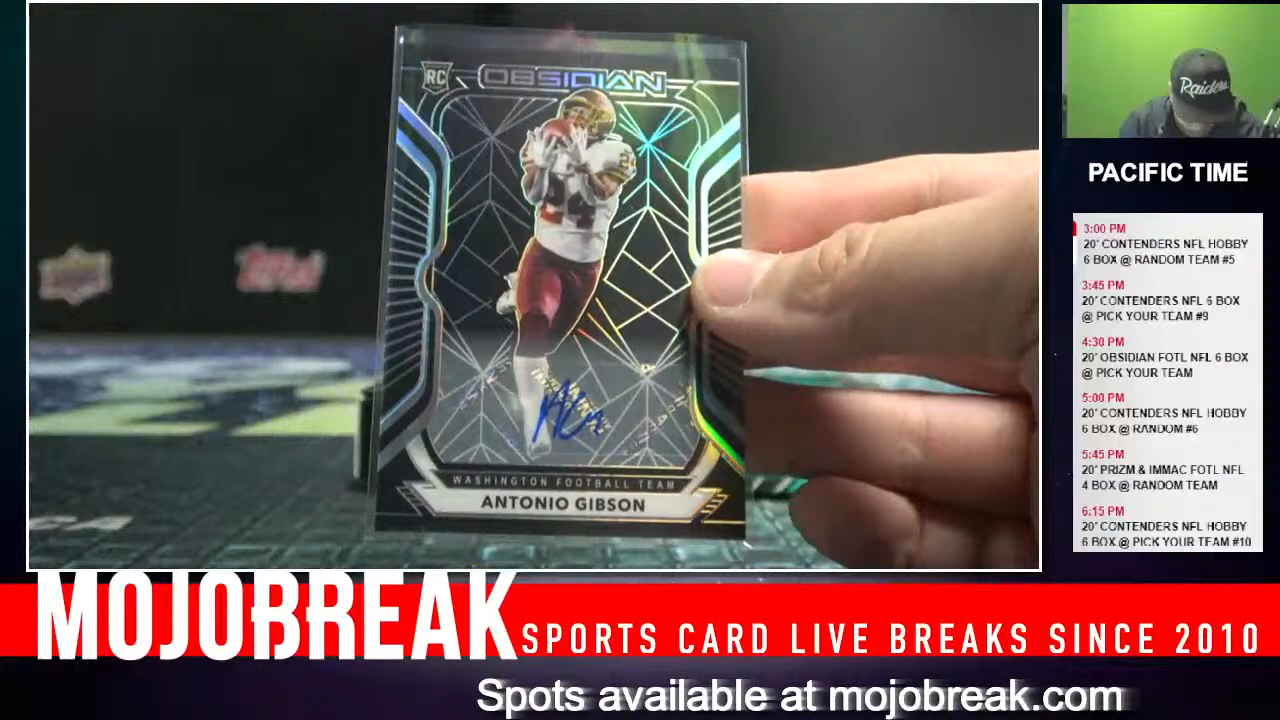 RC
OBSIDIAN
24
24
WASHINGTON FOOTBALL TEAM
ANTONIO GIBSON
topps
Raiders
PACIFIC TIME
3:00 PM
20' CONTENDERS NFL HOBBY
6 BOX @ RANDOM TEAM #5
3:45 PM
20' CONTENDERS NFL 6 BOX
@ PICK YOUR TEAM #9
4:30 PM
20' OBSIDIAN FOTL NFL 6 BOX
@ PICK YOUR TEAM
5:00 PM
20' CONTENDERS NFL HOBBY
6 BOX @ RANDOM #6
5:45 PM
20' PRIZM & IMMAC FOTL NFL
4 BOX @ RANDOM TEAM
6:15 PM
20' CONTENDERS NFL HOBBY
6 BOX @ PICK YOUR TEAM #10
MOJOBREAK
SPORTS CARD LIVE BREAKS SINCE 2010
Spots available at mojobreak.com